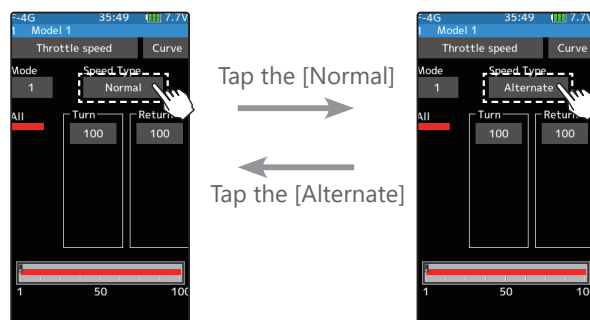 F-4G 35:49 7.7V
1 Model 1
Throttle speed Curve
Mode Speed Type
1 Normal
All Turn Return
100 100
1 50 100
Tap the [Normal]
Tap the [Alternate]
-4G 35:49 7.7V
1 Model 1
Throttle speed Curve
Mode Speed Type
1 Alternate
All Turn Return
100 100
1 50 10